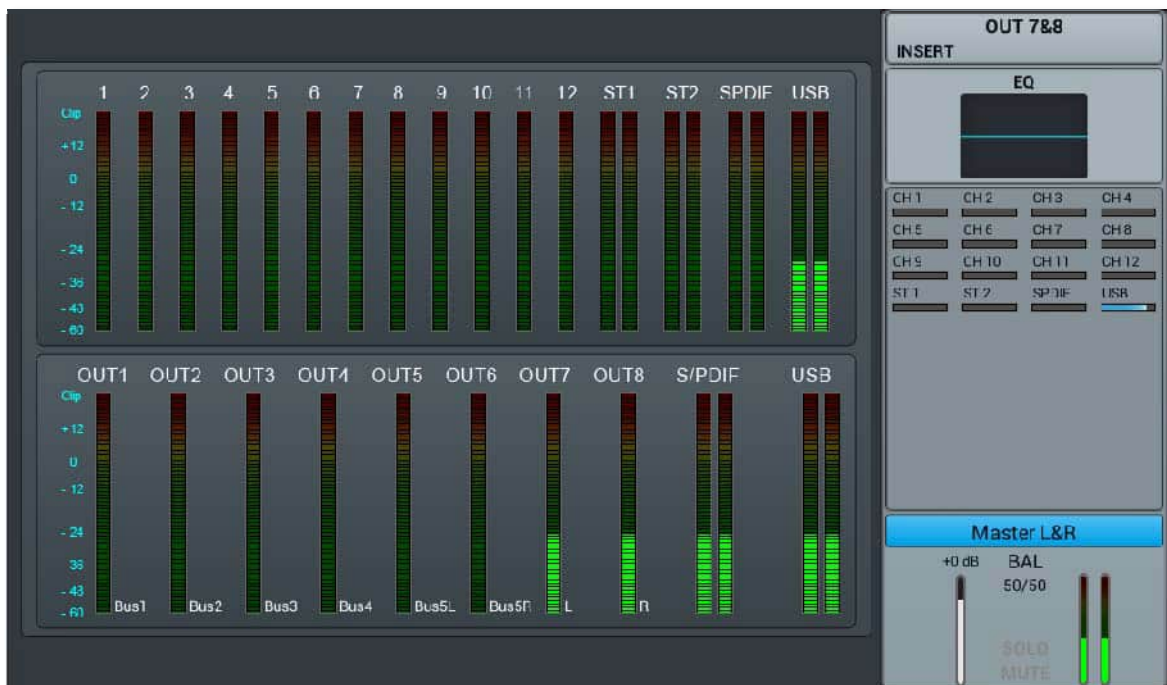 OUT 7&8
INSERT
EQ
1 2 3 4 5 6 7 8 9 10 11 12 ST1 ST2 SPDIF USB
Clip
+12
0
- 12
- 24
- 36
- 43
- 60
CH 1 CH 2 CH 3 CH 4
CH 5 CH 6 CH 7 CH 8
CH 9 CH 10 CH 11 CH 12
ST 1 ST 2 SPDIF USB
OUT1 OUT2 OUT3 OUT4 OUT5 OUT6 OUT7 OUT8 S/PDIF USB
Clip
+12
0
- 12
- 24
36
- 43
- 60
Bus1 Bus2 Bus3 Bus4 Bus5L Bus5R L R
Master L&R
+0 dB BAL
50/50
SOLO
MUTE